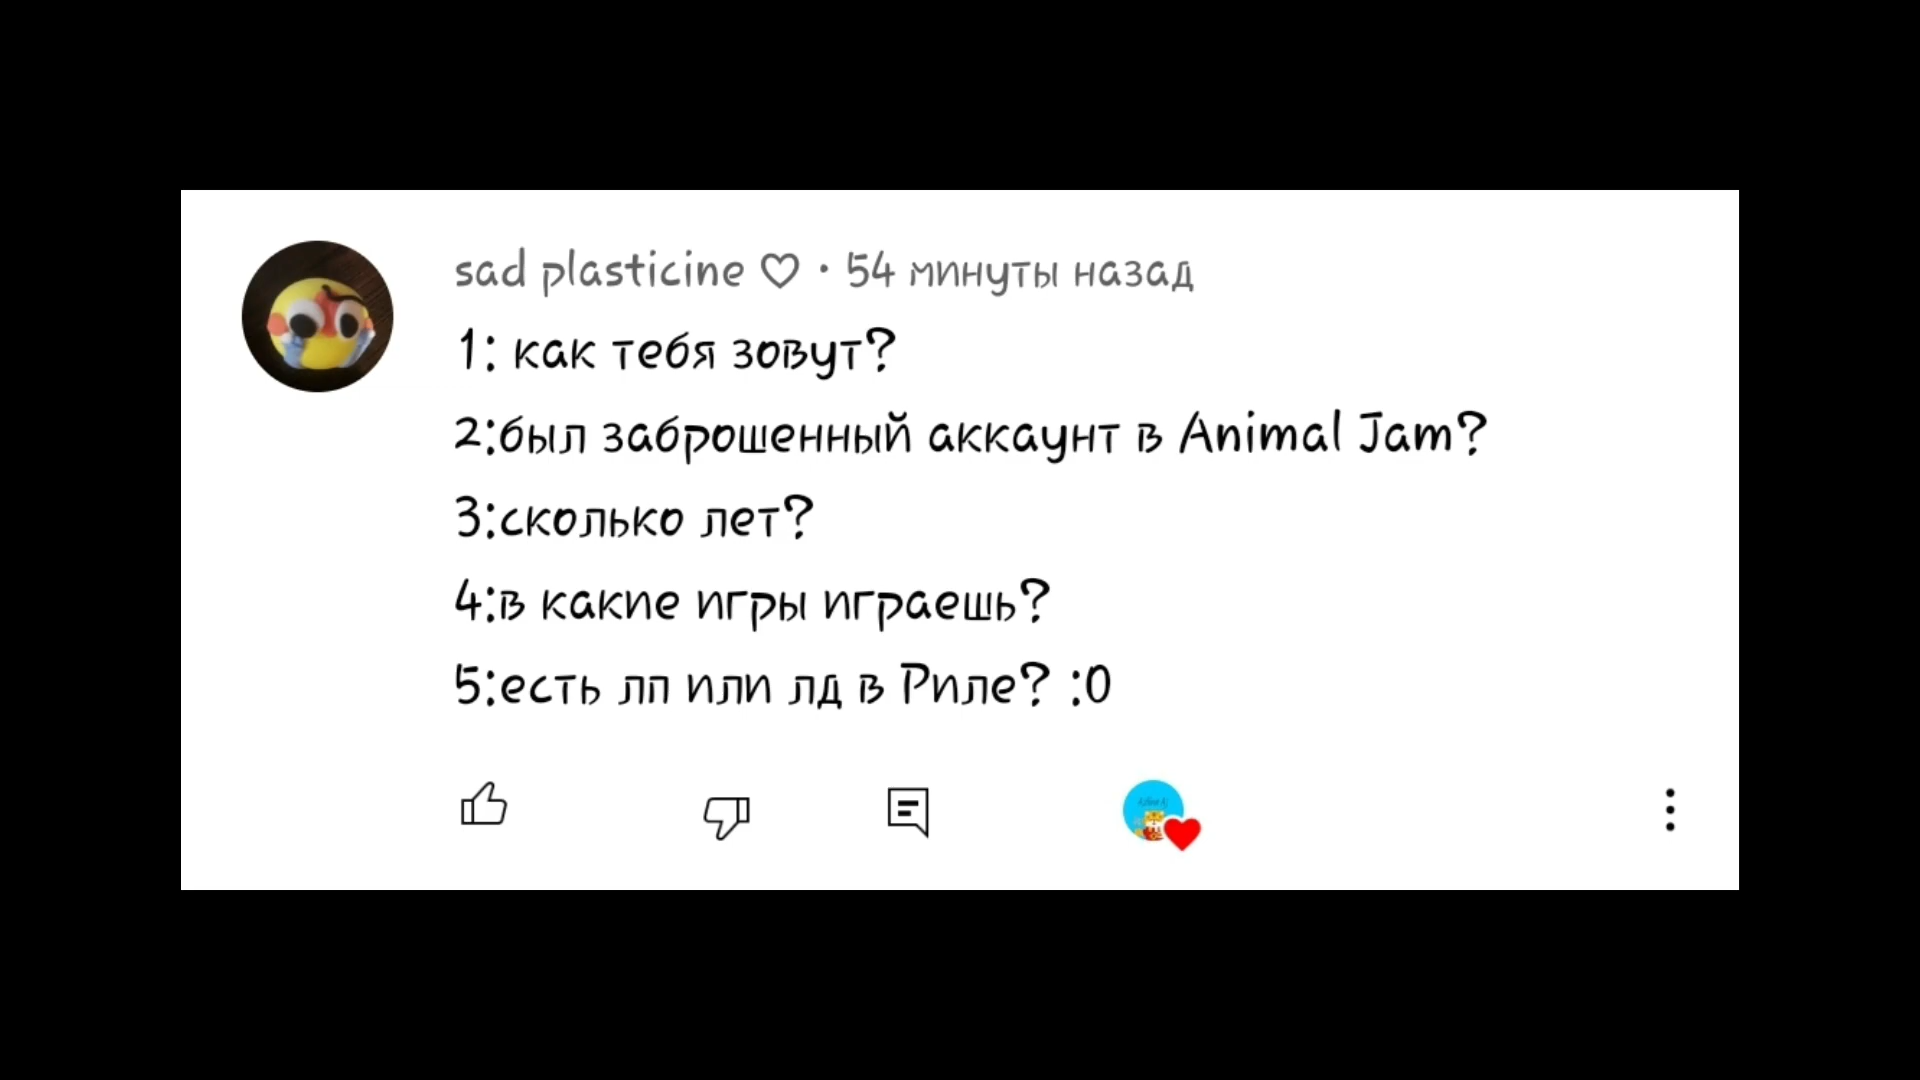 sad plasticine ♡ · 54 минуты назад
1: как тебя зовут?
2:был заброшенный аккаунт в Animal Jam?
3:сколько лет?
4:в какие игры играешь?
5:есть лп или лд в Риле? :0